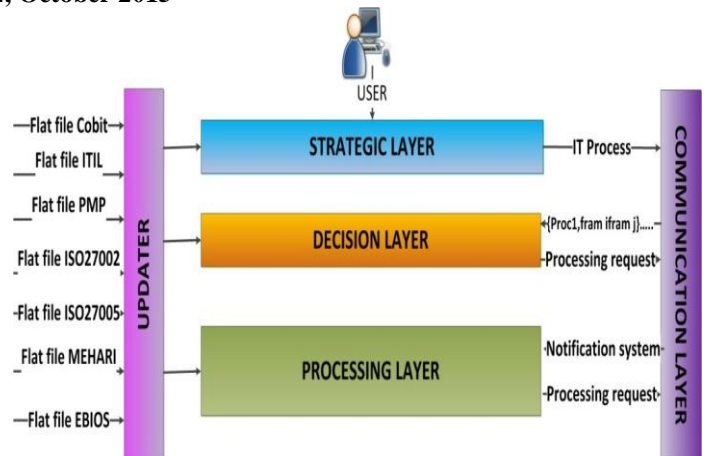 October-2015
USER
Flat file Cobit
Flat file ITIL
Flat file PMP
Flat file ISO27002
Flat file ISO27005
Flat file MEHARI
Flat file EBIOS
UPDATER
STRATEGIC LAYER
IT Process
DECISION LAYER
{Proc1,fram ifram j}.....
Processing request
PROCESSING LAYER
Notification system
Processing request
COMMUNICATION LAYER